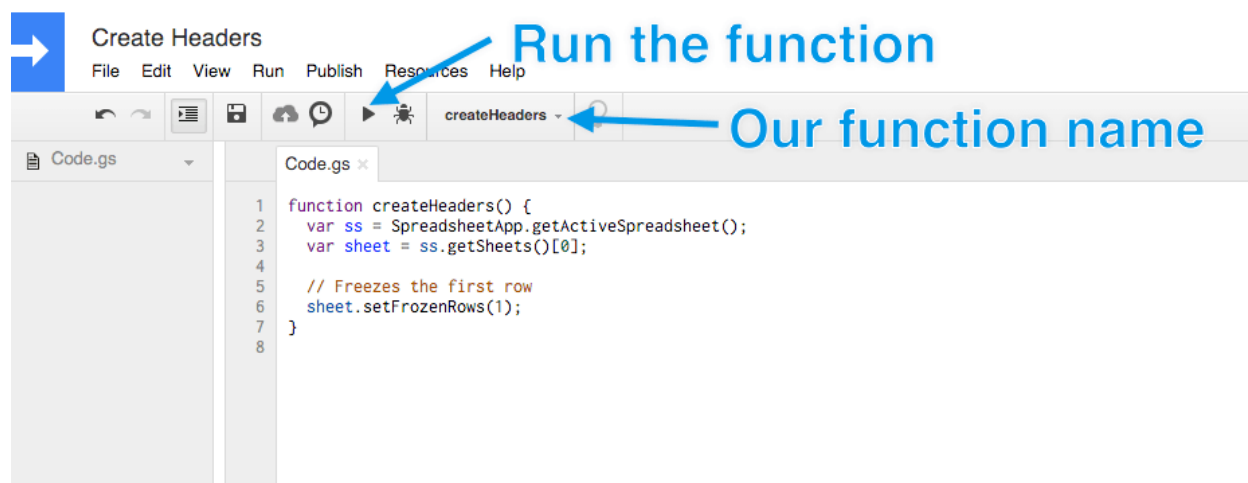 Create Headers
Run the function
File Edit View Run Publish Resources Help
createHeaders
Our function name
Code.gs
Code.gs ×
1 function createHeaders() {
2   var ss = SpreadsheetApp.getActiveSpreadsheet();
3   var sheet = ss.getSheets()[0];
4
5   // Freezes the first row
6   sheet.setFrozenRows(1);
7 }
8